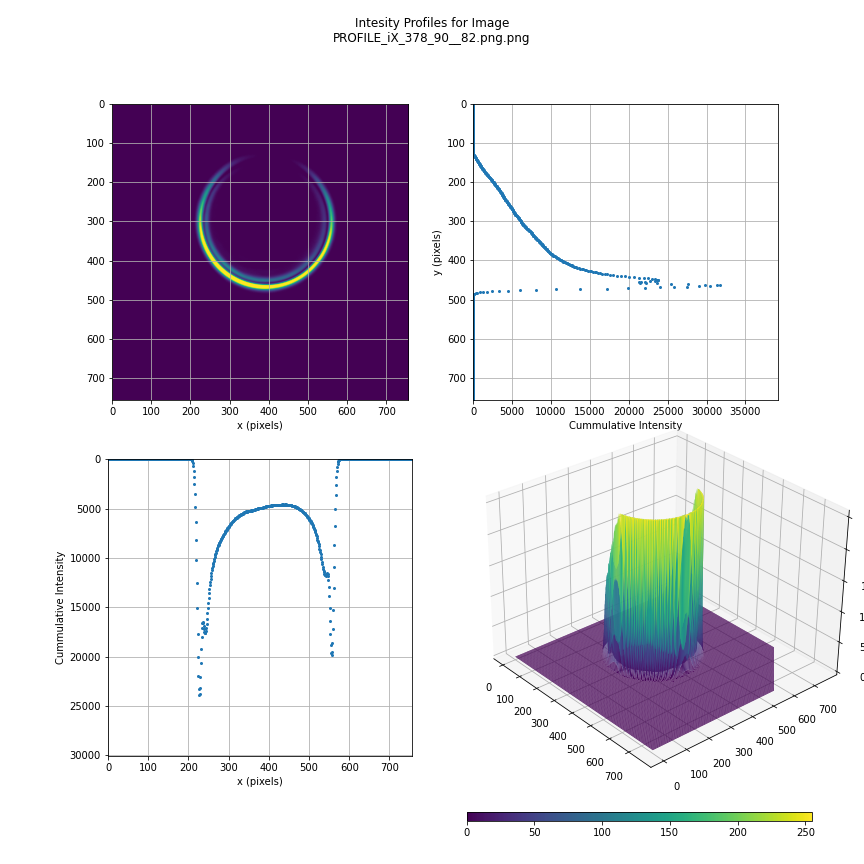 Intesity Profiles for Image
PROFILE_iX_378_90__82.png.png
0
100
200
300
400
500
600
700
0 100 200 300 400 500 600 700
x (pixels)
y (pixels)
0
100
200
300
400
500
600
700
0 5000 10000 15000 20000 25000 30000 35000
Cummulative Intensity
Cummulative Intensity
0
5000
10000
15000
20000
25000
30000
0 100 200 300 400 500 600 700
x (pixels)
0 100 200 300 400 500 600 700
0 100 200 300 400 500 600 700
0 50 100 150 200 250